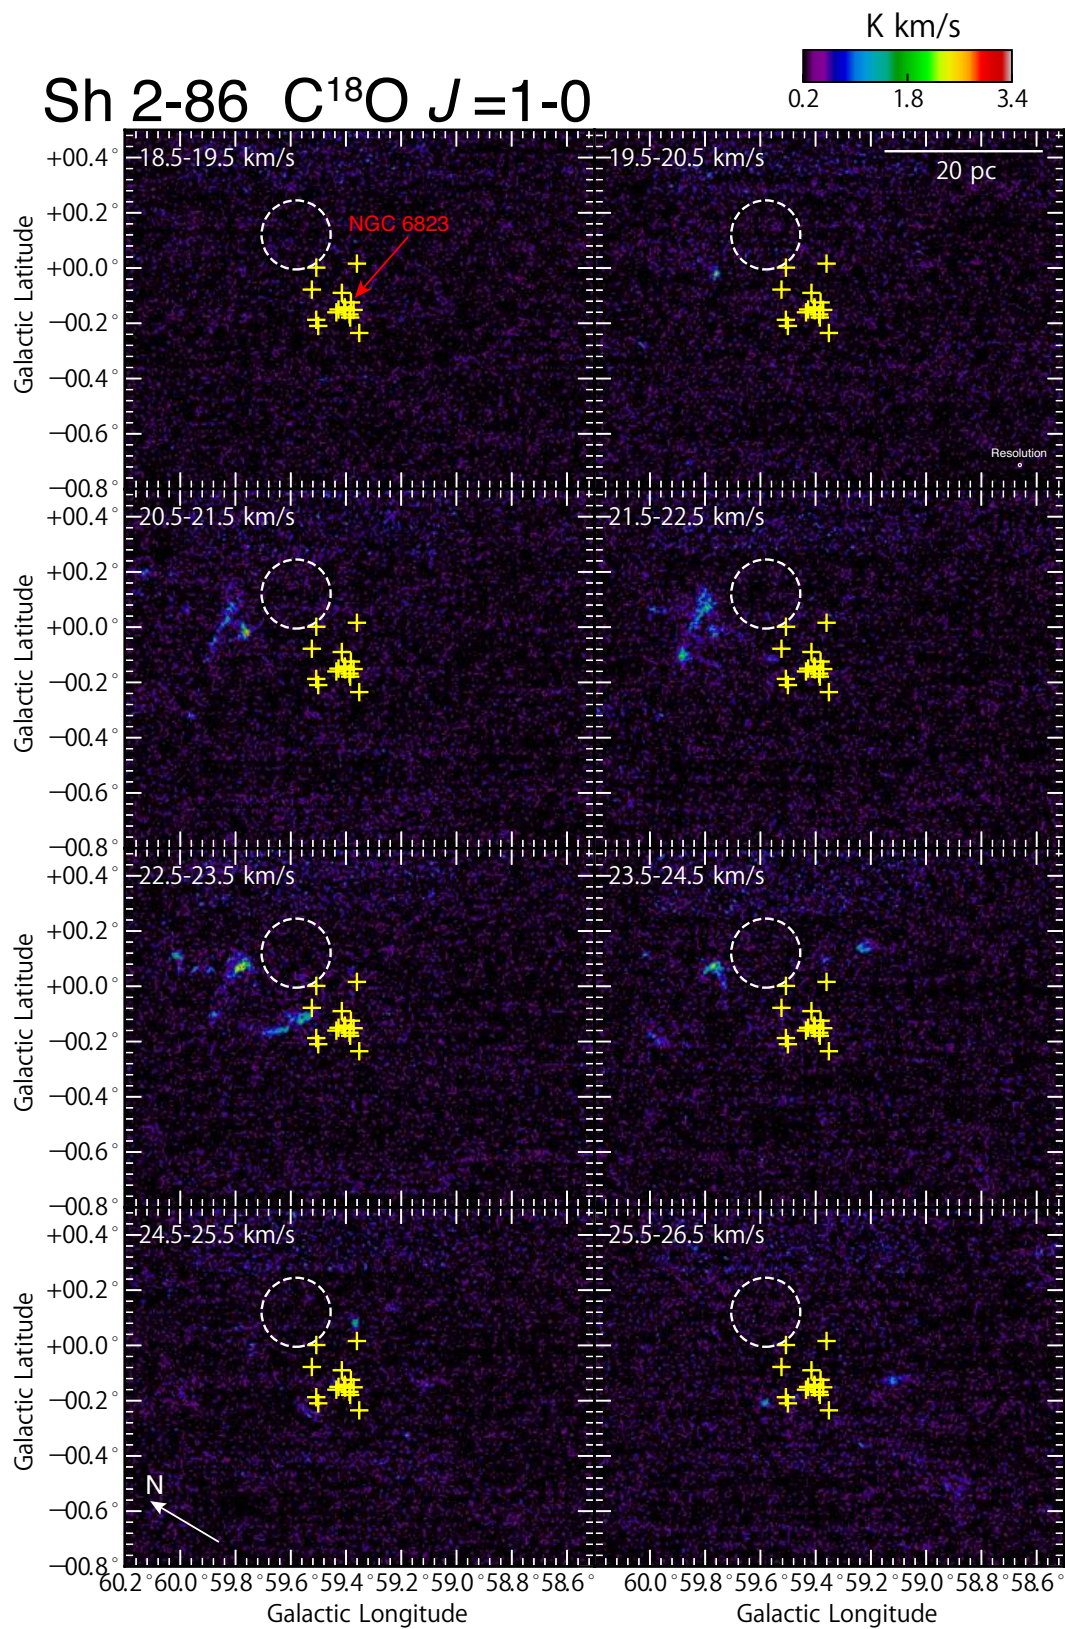 K km/s
0.2 1.8 3.4
Sh 2-86 C¹⁸O J=1-0
18.5-19.5 km/s
19.5-20.5 km/s
20 pc
NGC 6823
Resolution
Galactic Latitude
+00.4°
+00.2°
+00.0°
−00.2°
−00.4°
−00.6°
−00.8°
20.5-21.5 km/s
21.5-22.5 km/s
Galactic Latitude
+00.4°
+00.2°
+00.0°
−00.2°
−00.4°
−00.6°
−00.8°
22.5-23.5 km/s
23.5-24.5 km/s
Galactic Latitude
+00.4°
+00.2°
+00.0°
−00.2°
−00.4°
−00.6°
−00.8°
24.5-25.5 km/s
25.5-26.5 km/s
Galactic Latitude
+00.4°
+00.2°
+00.0°
−00.2°
−00.4°
−00.6°
−00.8°
N
60.2° 60.0° 59.8° 59.6° 59.4° 59.2° 59.0° 58.8° 58.6°
60.0° 59.8° 59.6° 59.4° 59.2° 59.0° 58.8° 58.6°
Galactic Longitude
Galactic Longitude